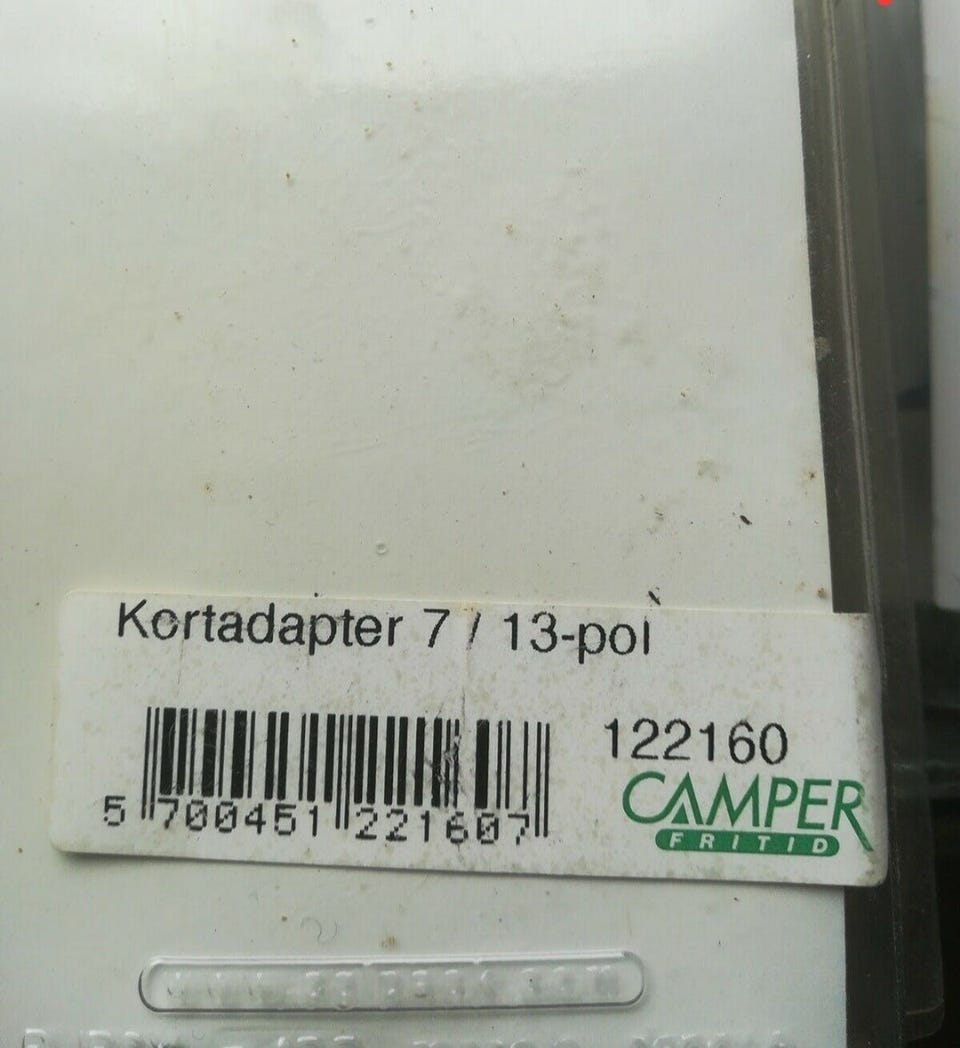 Kortadapter 7 / 13-pol
122160
5 700451 221607
CAMPER
FRITID